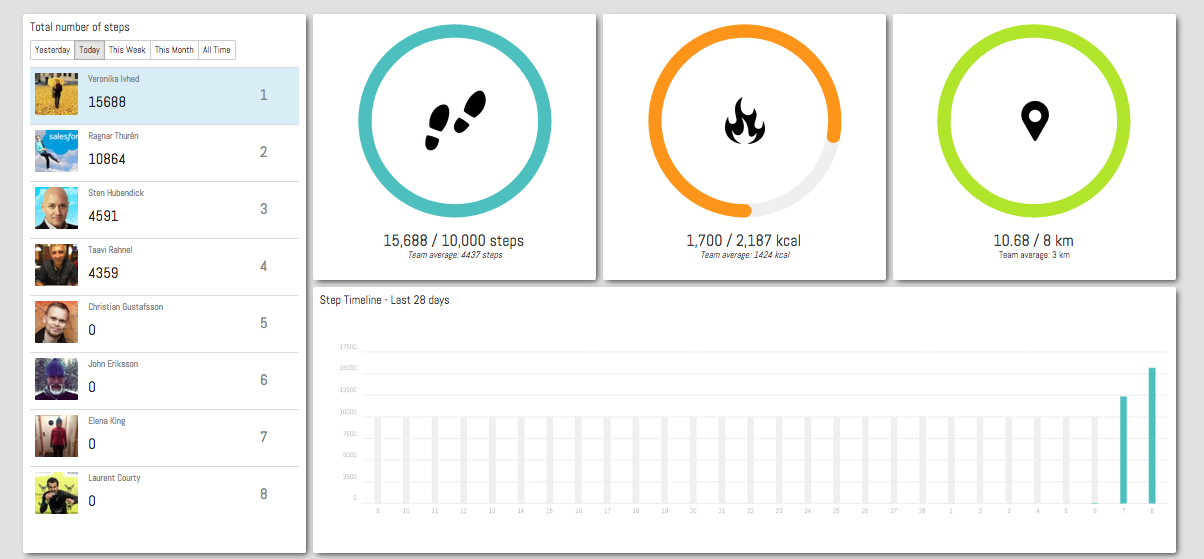 Total number of steps
Yesterday Today This Week This Month All Time
Veronika Ivhed
15688
1
salesfor
Ragnar Thurén
10864
2
Sten Hubendick
4591
3
Taavi Rahnel
4359
4
Christian Gustafsson
0
5
John Eriksson
0
6
Elena King
0
7
Laurent Courty
0
8
15,688 / 10,000 steps
Team average: 4437 steps
1,700 / 2,187 kcal
Team average: 1424 kcal
10.68 / 8 km
Team average: 3 km
Step Timeline - Last 28 days
17500
15000
12500
10000
7500
5000
2500
0
9 10 11 12 13 14 15 16 17 18 19 20 21 22 23 24 25 26 27 28 1 2 3 4 5 6 7 8